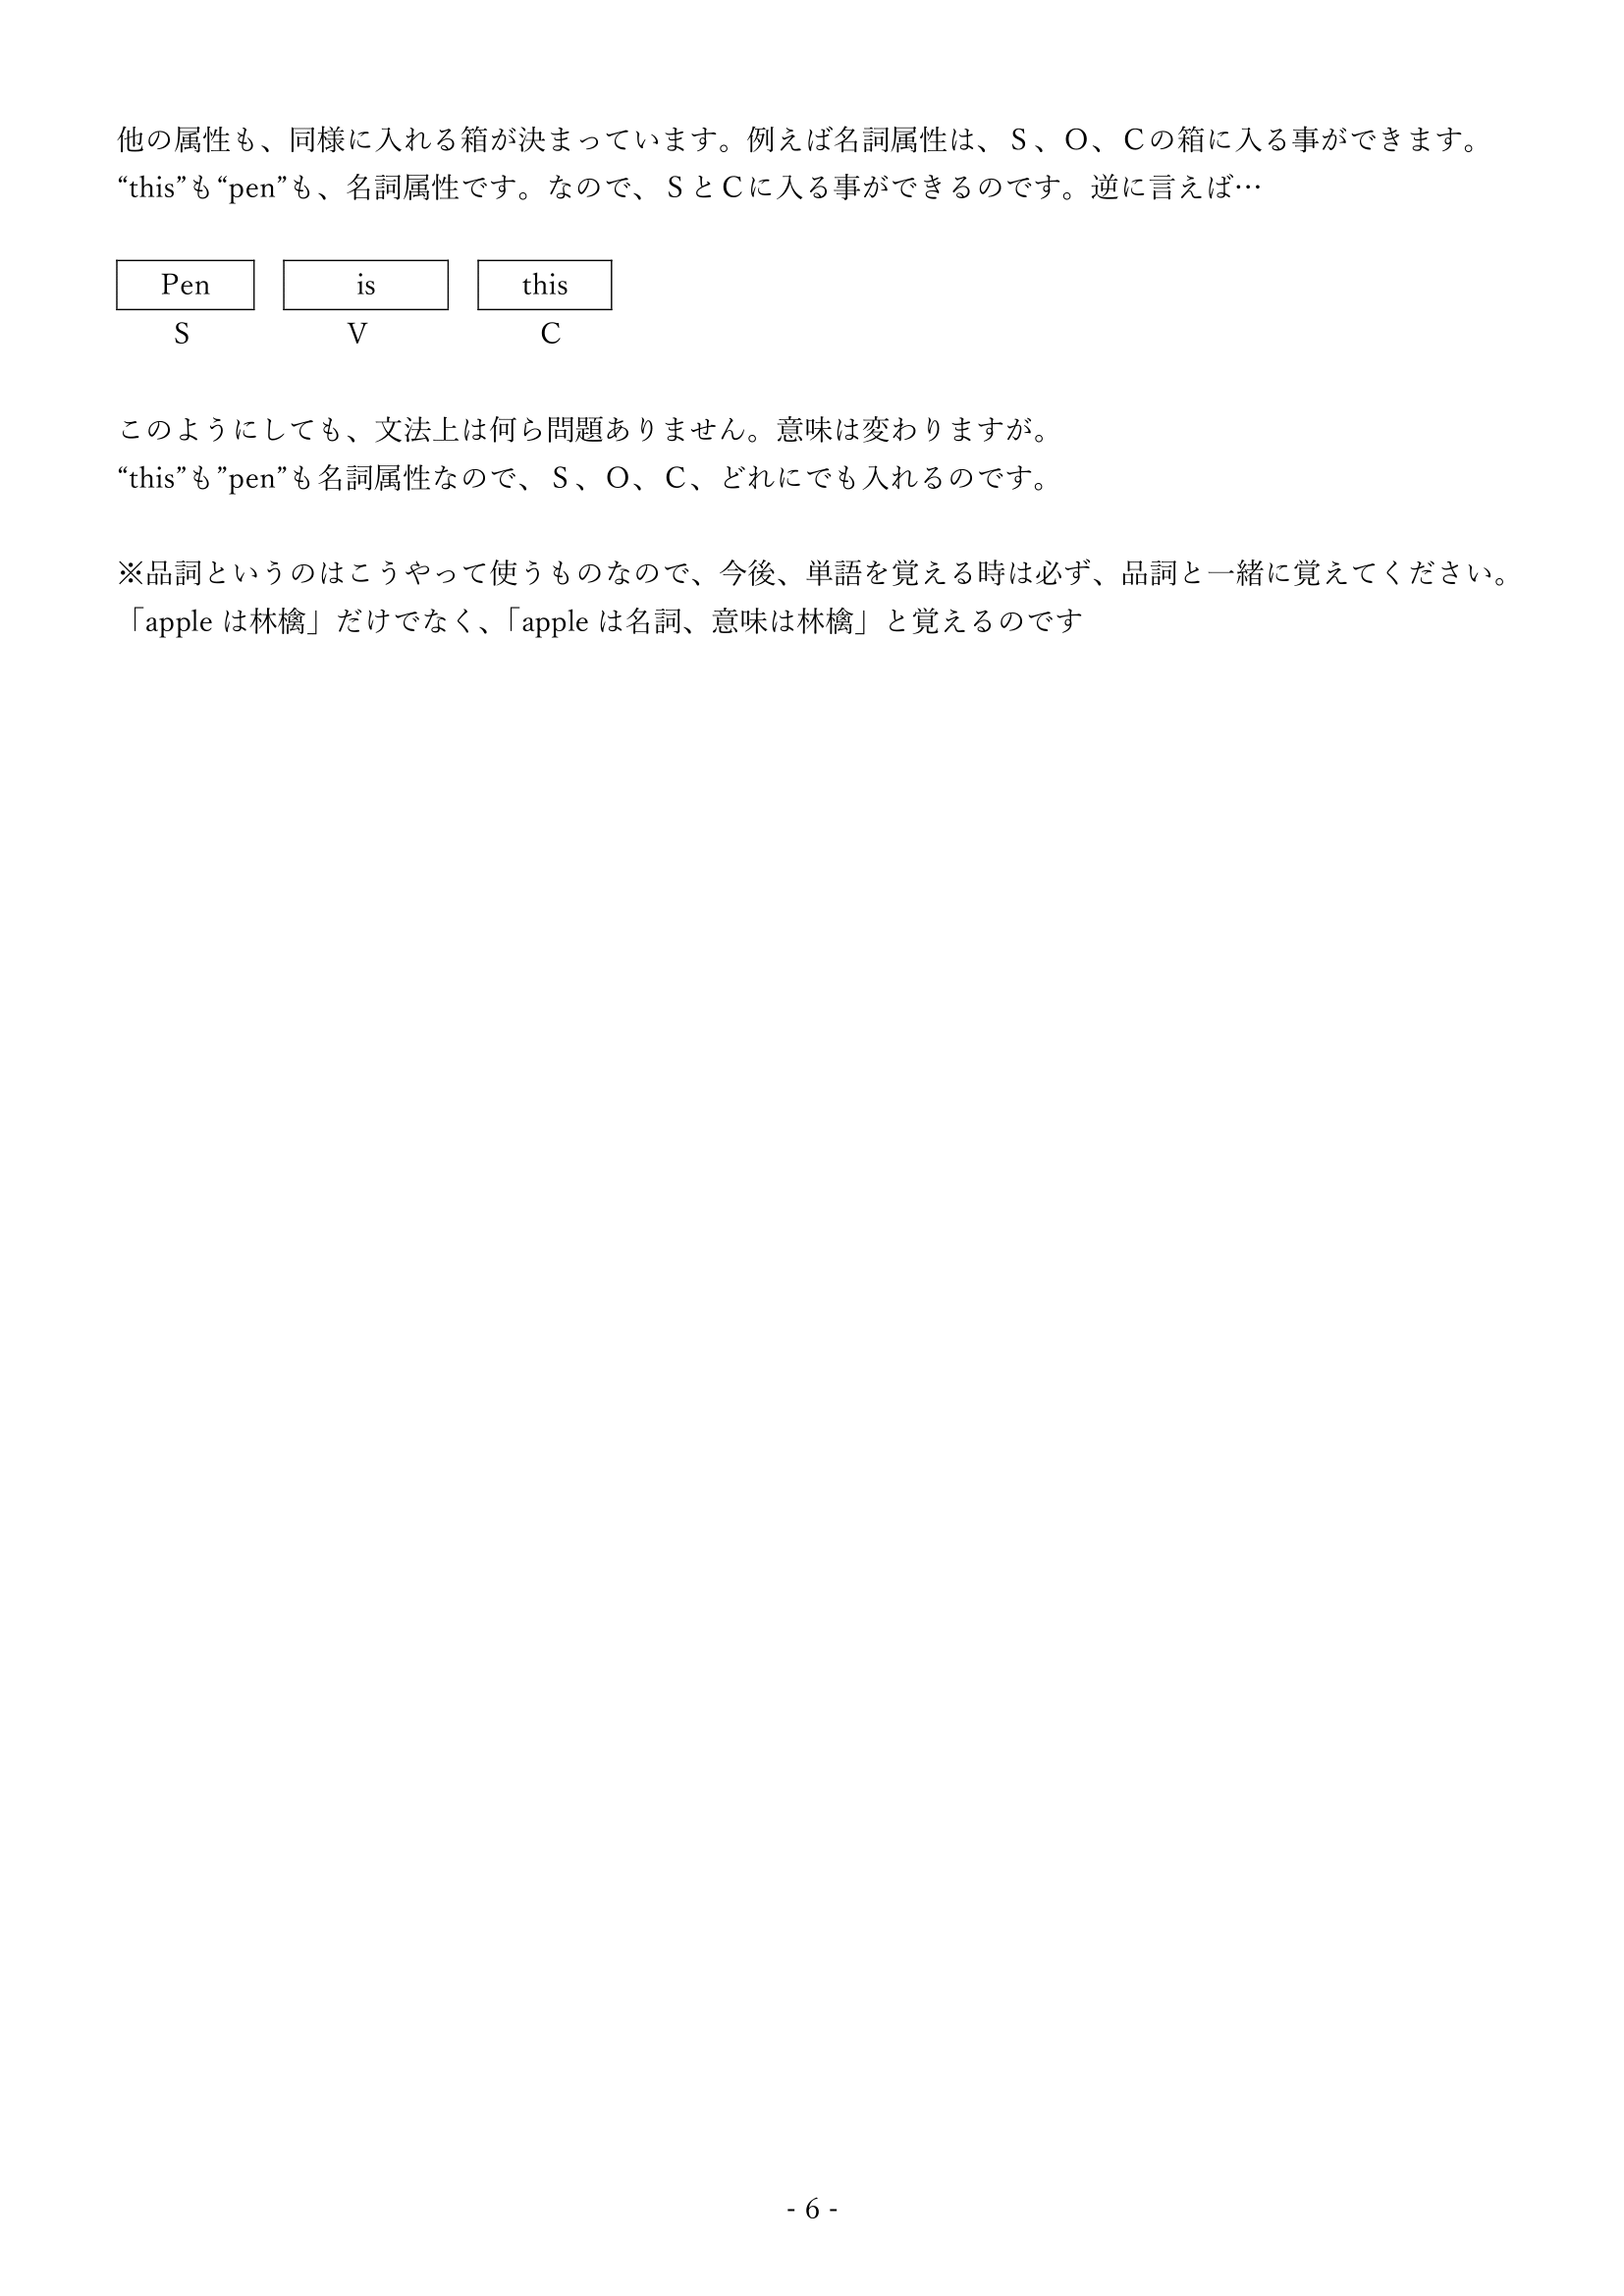 他の属性も、同様に入れる箱が決まっています。例えば名詞属性は、Ｓ、Ｏ、Ｃの箱に入る事ができます。
“this”も“pen”も、名詞属性です。なので、ＳとＣに入る事ができるのです。逆に言えば…
Pen is this
S V C
このようにしても、文法上は何ら問題ありません。意味は変わりますが。
“this”も”pen”も名詞属性なので、Ｓ、Ｏ、Ｃ、どれにでも入れるのです。
※品詞というのはこうやって使うものなので、今後、単語を覚える時は必ず、品詞と一緒に覚えてください。
「apple は林檎」だけでなく、「apple は名詞、意味は林檎」と覚えるのです
- 6 -